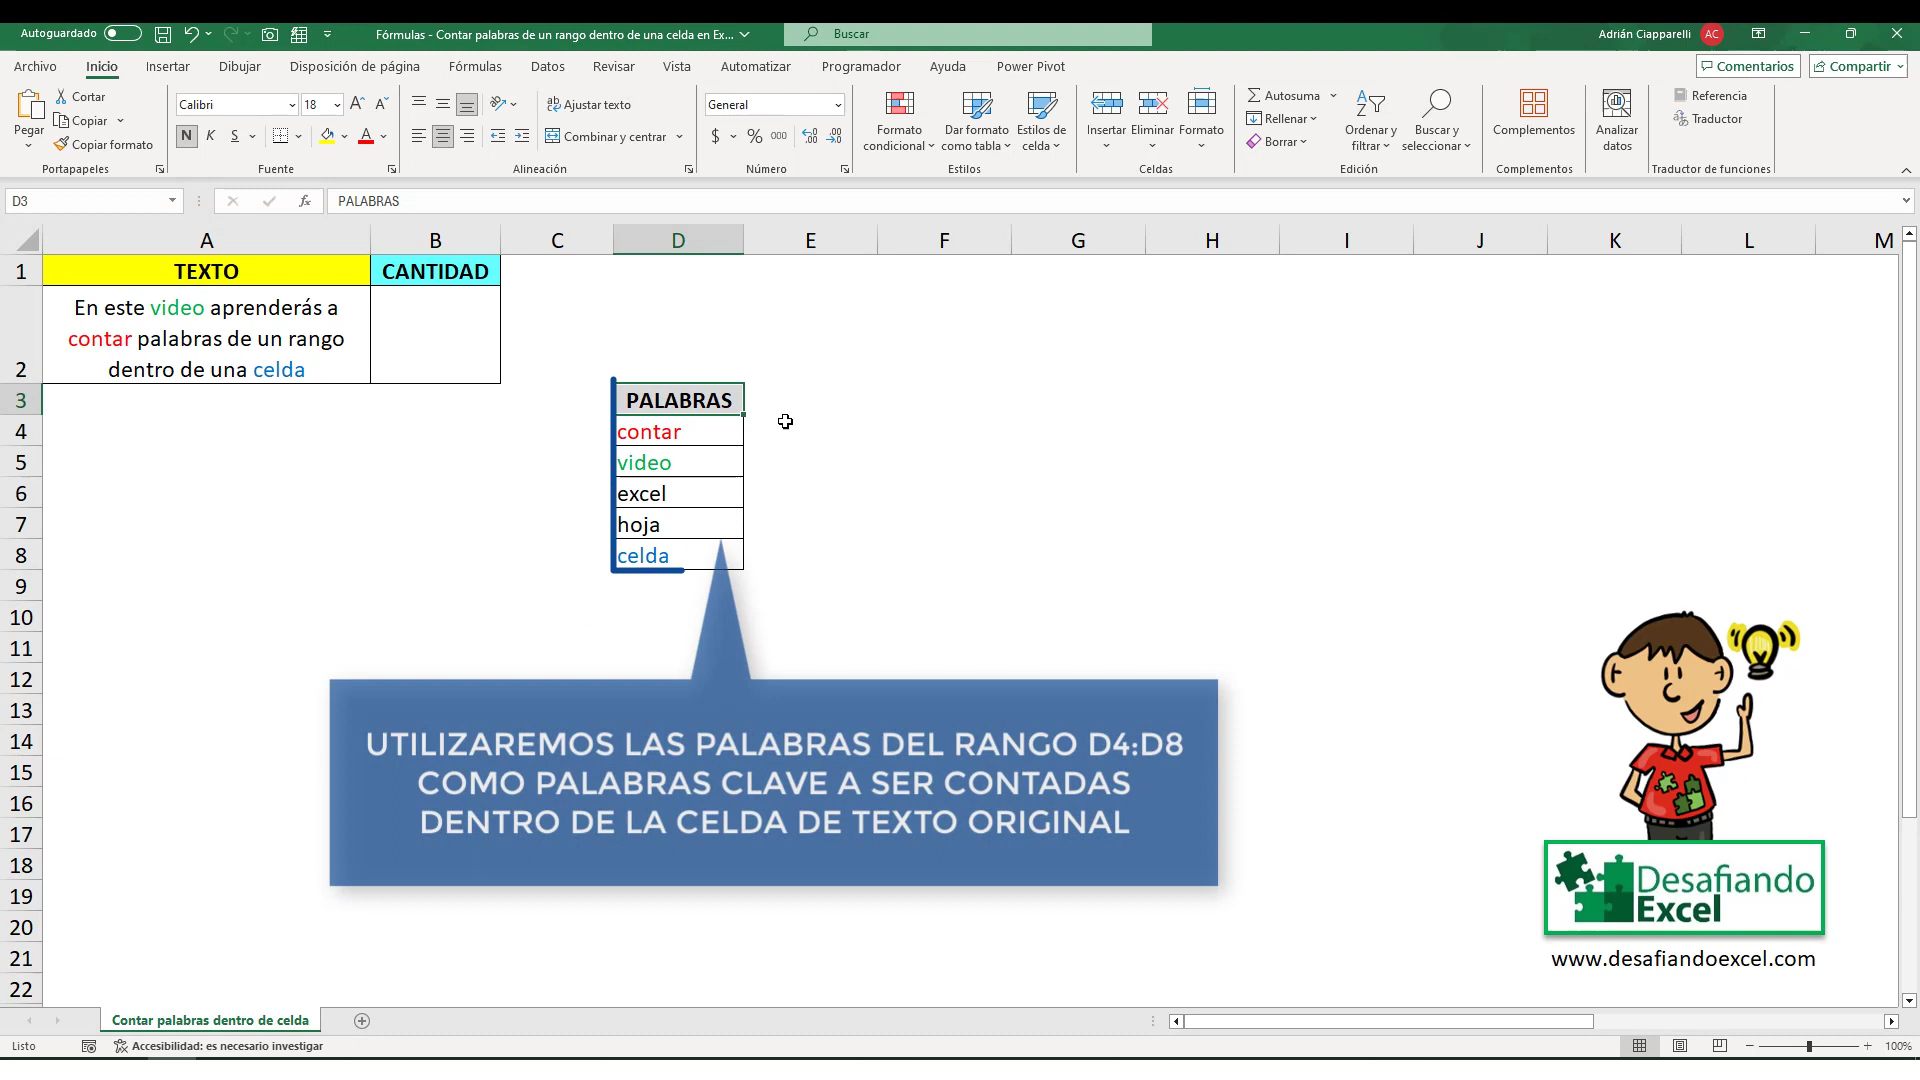 Autoguardado
Fórmulas - Contar palabras de un rango dentro de una celda en Ex...
Buscar
Adrián Ciapparelli
AC
Archivo Inicio Insertar Dibujar Disposición de página Fórmulas Datos Revisar Vista Automatizar Programador Ayuda Power Pivot
Comentarios
Compartir
Pegar
Cortar
Copiar
Copiar formato
Portapapeles
Calibri 18
N K S
Fuente
Ajustar texto
Combinar y centrar
Alineación
General
$ % 000
Número
Formato condicional
Dar formato como tabla
Estilos de celda
Estilos
Insertar Eliminar Formato
Celdas
Autosuma
Rellenar
Borrar
Ordenar y filtrar
Buscar y seleccionar
Edición
Complementos
Complementos
Analizar datos
Referencia
Traductor
Traductor de funciones
D3
fx
PALABRAS
A B C D E F G H I J K L M
1 TEXTO CANTIDAD
En este video aprenderás a
contar palabras de un rango
2 dentro de una celda
3 PALABRAS
4 contar
5 video
6 excel
7 hoja
8 celda
9
10
11
12
13
14
15
16
17
18
19
20
21
22
UTILIZAREMOS LAS PALABRAS DEL RANGO D4:D8
COMO PALABRAS CLAVE A SER CONTADAS
DENTRO DE LA CELDA DE TEXTO ORIGINAL
Desafiando
Excel
www.desafiandoexcel.com
Contar palabras dentro de celda
Listo
Accesibilidad: es necesario investigar
100%